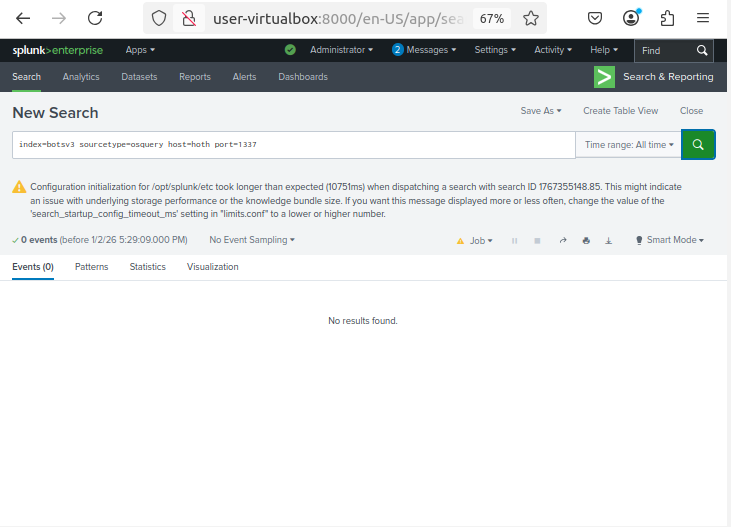 user-virtualbox:8000/en-US/app/sea 67%
splunk>enterprise Apps Administrator 2 Messages Settings Activity Help Find
Search Analytics Datasets Reports Alerts Dashboards > Search & Reporting
New Search Save As Create Table View Close
index=botsv3 sourcetype=osquery host=hoth port=1337 Time range: All time
Configuration initialization for /opt/splunk/etc took longer than expected (10751ms) when dispatching a search with search ID 1767355148.85. This might indicate
an issue with underlying storage performance or the knowledge bundle size. If you want this message displayed more or less often, change the value of the
'search_startup_config_timeout_ms' setting in "limits.conf" to a lower or higher number.
✓ 0 events (before 1/2/26 5:29:09.000 PM) No Event Sampling Job Smart Mode
Events (0) Patterns Statistics Visualization
No results found.